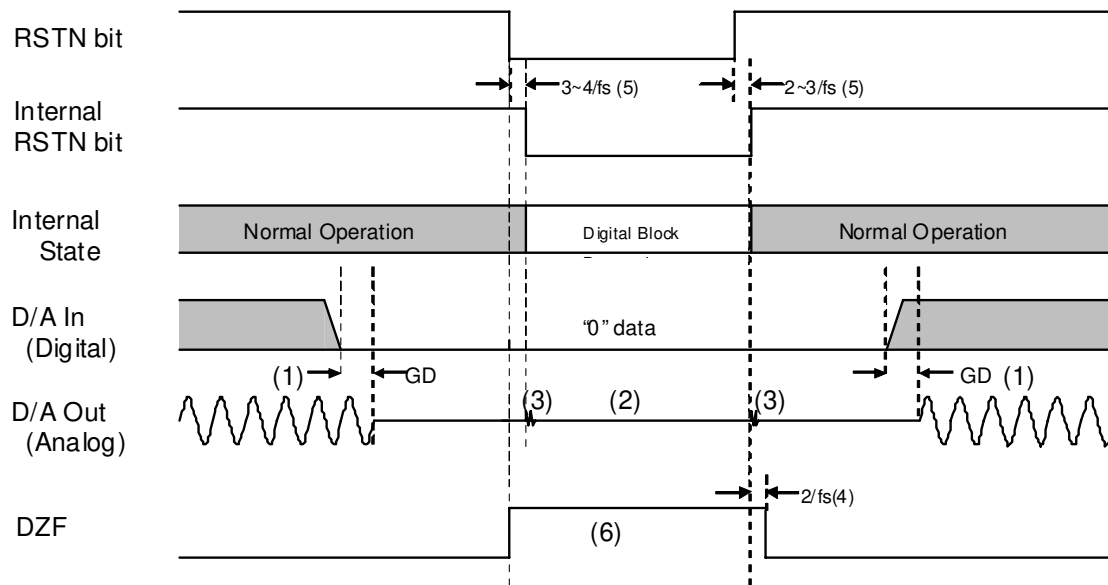 RSTN bit
3~4/fs (5)
2~3/fs (5)
Internal
RSTN bit
Internal
State
Normal Operation
Digital Block
Normal Operation
D/A In
(Digital)
“0” data
(1)
GD
GD
(1)
D/A Out
(Analog)
(3)
(2)
(3)
2/fs(4)
DZF
(6)